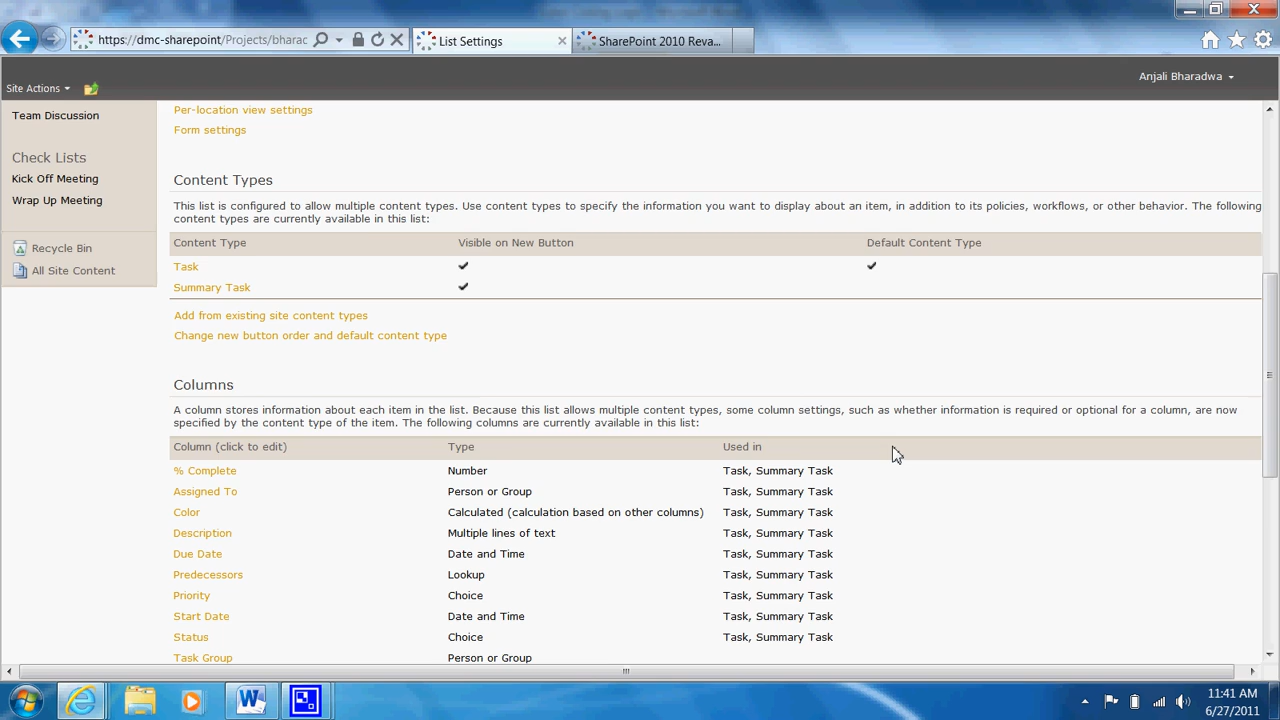 https://dmc-sharepoint/Projects/bharac
List Settings
SharePoint 2010 Reva...
Site Actions
Anjali Bharadwa
Team Discussion
Check Lists
Kick Off Meeting
Wrap Up Meeting
Recycle Bin
All Site Content
Per-location view settings
Form settings
Content Types
This list is configured to allow multiple content types. Use content types to specify the information you want to display about an item, in addition to its policies, workflows, or other behavior. The following
content types are currently available in this list:
Content Type Visible on New Button Default Content Type
Task
Summary Task
Add from existing site content types
Change new button order and default content type
Columns
A column stores information about each item in the list. Because this list allows multiple content types, some column settings, such as whether information is required or optional for a column, are now
specified by the content type of the item. The following columns are currently available in this list:
Column (click to edit) Type Used in
% Complete Number Task, Summary Task
Assigned To Person or Group Task, Summary Task
Color Calculated (calculation based on other columns) Task, Summary Task
Description Multiple lines of text Task, Summary Task
Due Date Date and Time Task, Summary Task
Predecessors Lookup Task, Summary Task
Priority Choice Task, Summary Task
Start Date Date and Time Task, Summary Task
Status Choice Task, Summary Task
Task Group Person or Group
11:41 AM
6/27/2011